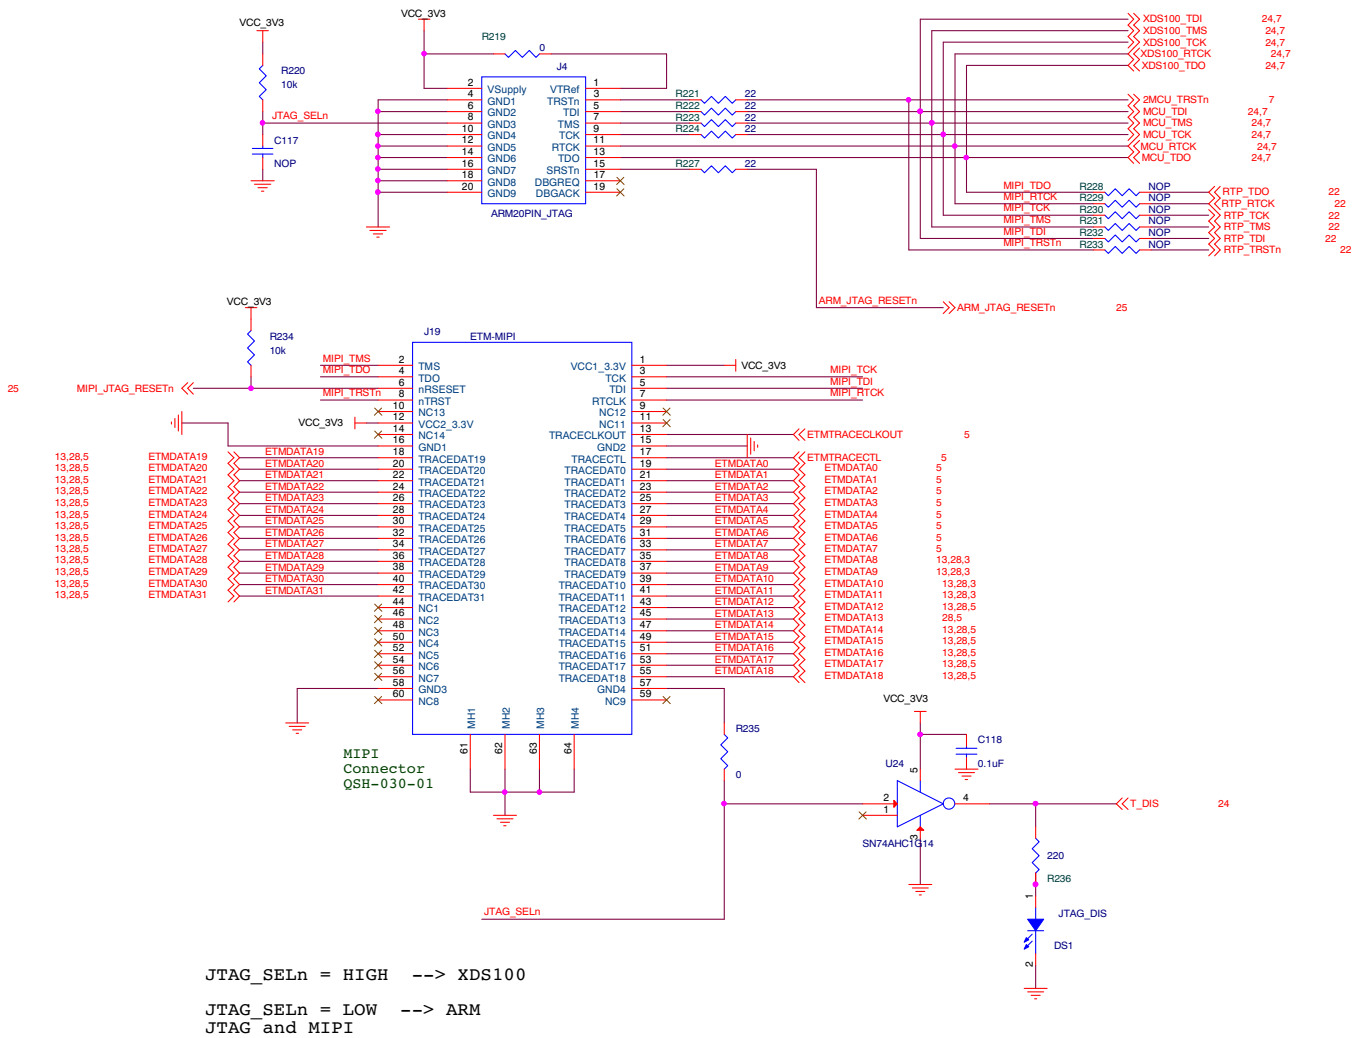 VCC_3V3
R220
10k
JTAG_SELn
C117
NOP
VCC_3V3
R219
0
J4
2 VSupply VTRef 1
4 GND1 TRSTn 3
6 GND2 TDI 5
8 GND3 TMS 7
10 GND4 TCK 9
12 GND5 RTCK 11
14 GND6 TDO 13
16 GND7 SRSTn 15
18 GND8 DBGREQ 17
20 GND9 DBGACK 19
ARM20PIN_JTAG
R221 22
R222 22
R223 22
R224 22
R227 22
XDS100_TDI 24,7
XDS100_TMS 24,7
XDS100_TCK 24,7
XDS100_RTCK 24,7
XDS100_TDO 24,7
2MCU_TRSTn 7
MCU_TDI 24,7
MCU_TMS 24,7
MCU_TCK 24,7
MCU_RTCK 24,7
MCU_TDO 24,7
MIPI_TDO R228 NOP RTP_TDO 22
MIPI_RTCK R229 NOP RTP_RTCK 22
MIPI_TCK R230 NOP RTP_TCK 22
MIPI_TMS R231 NOP RTP_TMS 22
MIPI_TDI R232 NOP RTP_TDI 22
MIPI_TRSTn R233 NOP RTP_TRSTn 22
ARM_JTAG_RESETn ARM_JTAG_RESETn 25
VCC_3V3
R234
10k
25 MIPI_JTAG_RESETn
J19 ETM-MIPI
MIPI_TMS 2 TMS VCC1_3.3V 1 VCC_3V3
MIPI_TDO 4 TDO TCK 3 MIPI_TCK
6 nRSESET TDI 5 MIPI_TDI
MIPI_TRSTn 8 nTRST RTCLK 7 MIPI_RTCK
10 NC13 NC12 9
VCC_3V3 12 VCC2_3.3V NC11 11
14 NC14 TRACECLKOUT 13 ETMTRACECLKOUT 5
16 GND1 GND2 15
13,28,5 ETMDATA19 ETMDATA19 18 TRACEDAT19 TRACECTL 17 ETMTRACECTL 5
13,28,5 ETMDATA20 ETMDATA20 20 TRACEDAT20 TRACEDAT0 19 ETMDATA0 ETMDATA0 5
13,28,5 ETMDATA21 ETMDATA21 22 TRACEDAT21 TRACEDAT1 21 ETMDATA1 ETMDATA1 5
13,28,5 ETMDATA22 ETMDATA22 24 TRACEDAT22 TRACEDAT2 23 ETMDATA2 ETMDATA2 5
13,28,5 ETMDATA23 ETMDATA23 26 TRACEDAT23 TRACEDAT3 25 ETMDATA3 ETMDATA3 5
13,28,5 ETMDATA24 ETMDATA24 28 TRACEDAT24 TRACEDAT4 27 ETMDATA4 ETMDATA4 5
13,28,5 ETMDATA25 ETMDATA25 30 TRACEDAT25 TRACEDAT5 29 ETMDATA5 ETMDATA5 5
13,28,5 ETMDATA26 ETMDATA26 32 TRACEDAT26 TRACEDAT6 31 ETMDATA6 ETMDATA6 5
13,28,5 ETMDATA27 ETMDATA27 34 TRACEDAT27 TRACEDAT7 33 ETMDATA7 ETMDATA7 5
13,28,5 ETMDATA28 ETMDATA28 36 TRACEDAT28 TRACEDAT8 35 ETMDATA8 ETMDATA8 13,28,3
13,28,5 ETMDATA29 ETMDATA29 38 TRACEDAT29 TRACEDAT9 37 ETMDATA9 ETMDATA9 13,28,3
13,28,5 ETMDATA30 ETMDATA30 40 TRACEDAT30 TRACEDAT10 39 ETMDATA10 ETMDATA10 13,28,3
13,28,5 ETMDATA31 ETMDATA31 42 TRACEDAT31 TRACEDAT11 41 ETMDATA11 ETMDATA11 13,28,3
44 NC1 TRACEDAT12 43 ETMDATA12 ETMDATA12 13,28,5
46 NC2 TRACEDAT13 45 ETMDATA13 ETMDATA13 28,5
48 NC3 TRACEDAT14 47 ETMDATA14 ETMDATA14 13,28,5
50 NC4 TRACEDAT15 49 ETMDATA15 ETMDATA15 13,28,5
52 NC5 TRACEDAT16 51 ETMDATA16 ETMDATA16 13,28,5
54 NC6 TRACEDAT17 53 ETMDATA17 ETMDATA17 13,28,5
56 NC7 TRACEDAT18 55 ETMDATA18 ETMDATA18 13,28,5
58 GND3 GND4 57
60 NC8 NC9 59
MH1 MH2 MH3 MH4
61 62 63 64
MIPI
Connector
QSH-030-01
R235
0
VCC_3V3
C118
0.1uF
U24
5
2
1
4
3
SN74AHC1G14
T_DIS 24
220
R236
1
JTAG_DIS
DS1
2
JTAG_SELn
JTAG_SELn = HIGH --> XDS100
JTAG_SELn = LOW --> ARM
JTAG and MIPI